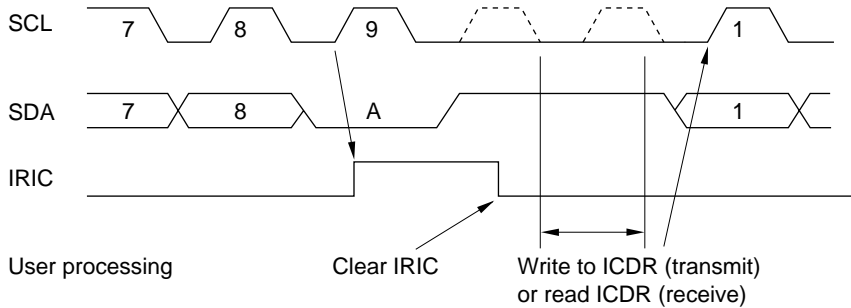 SCL 7 8 9 1
SDA 7 8 A 1
IRIC
User processing Clear IRIC Write to ICDR (transmit)
or read ICDR (receive)